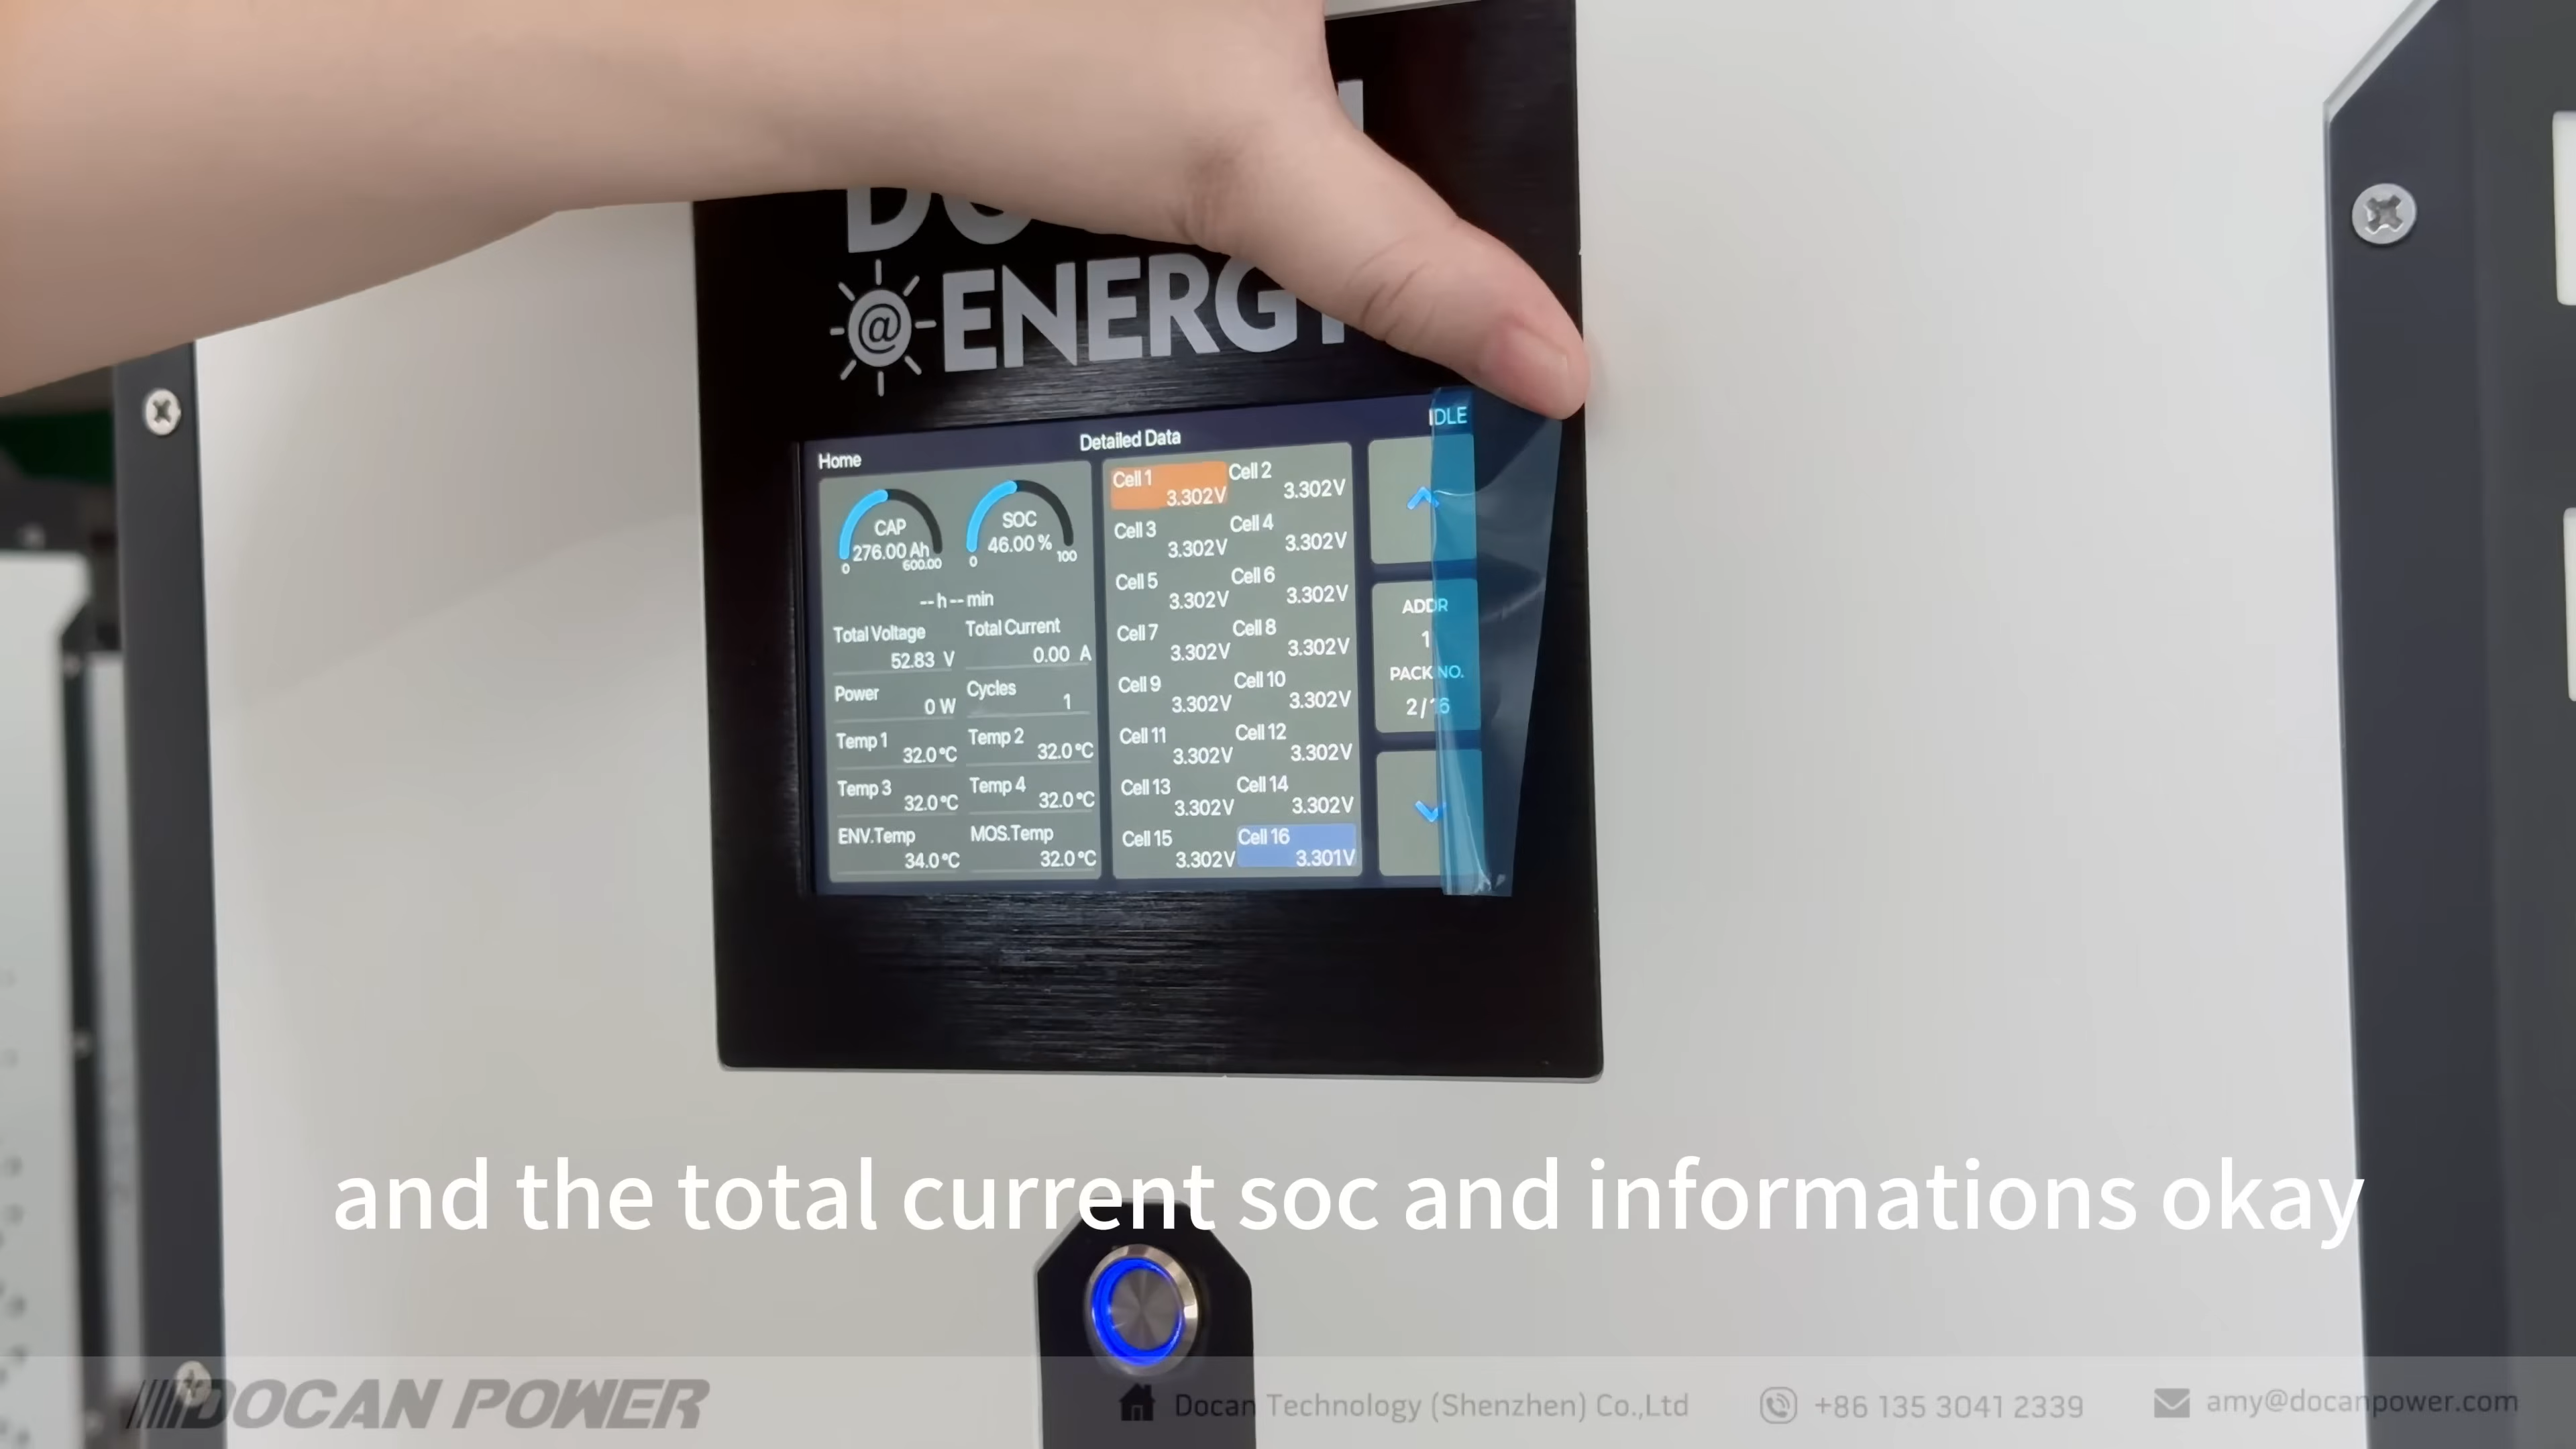 ENERGY
Home
Detailed Data
IDLE
CAP
276.00 Ah
0
600.00
SOC
46.00 %
0
100
-- h -- min
Total Voltage
52.83 V
Total Current
0.00 A
Power
0 W
Cycles
1
Temp 1
32.0°C
Temp 2
32.0°C
Temp 3
32.0°C
Temp 4
32.0°C
ENV.Temp
34.0°C
MOS.Temp
32.0°C
Cell 1
3.302V
Cell 2
3.302V
Cell 3
3.302V
Cell 4
3.302V
Cell 5
3.302V
Cell 6
3.302V
Cell 7
3.302V
Cell 8
3.302V
Cell 9
3.302V
Cell 10
3.302V
Cell 11
3.302V
Cell 12
3.302V
Cell 13
3.302V
Cell 14
3.302V
Cell 15
3.302V
Cell 16
3.301V
ADDR
1
PACK NO.
2/16
and the total current soc and informations okay
DOCAN POWER
Docan Technology (Shenzhen) Co.,Ltd
+86 135 3041 2339
amy@docanpower.com